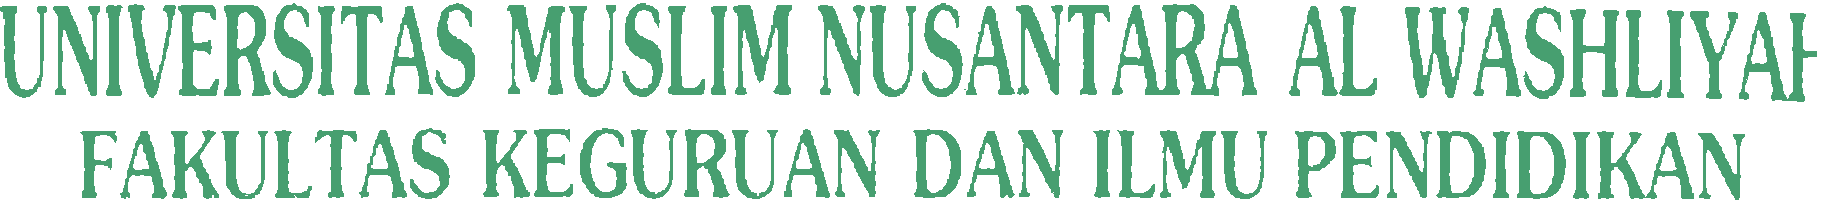 UNIVERSITAS MUSLIM NUSANTARA AL WASHLIYAH
FAKULTAS KEGURUAN DAN ILMU PENDIDIKAN